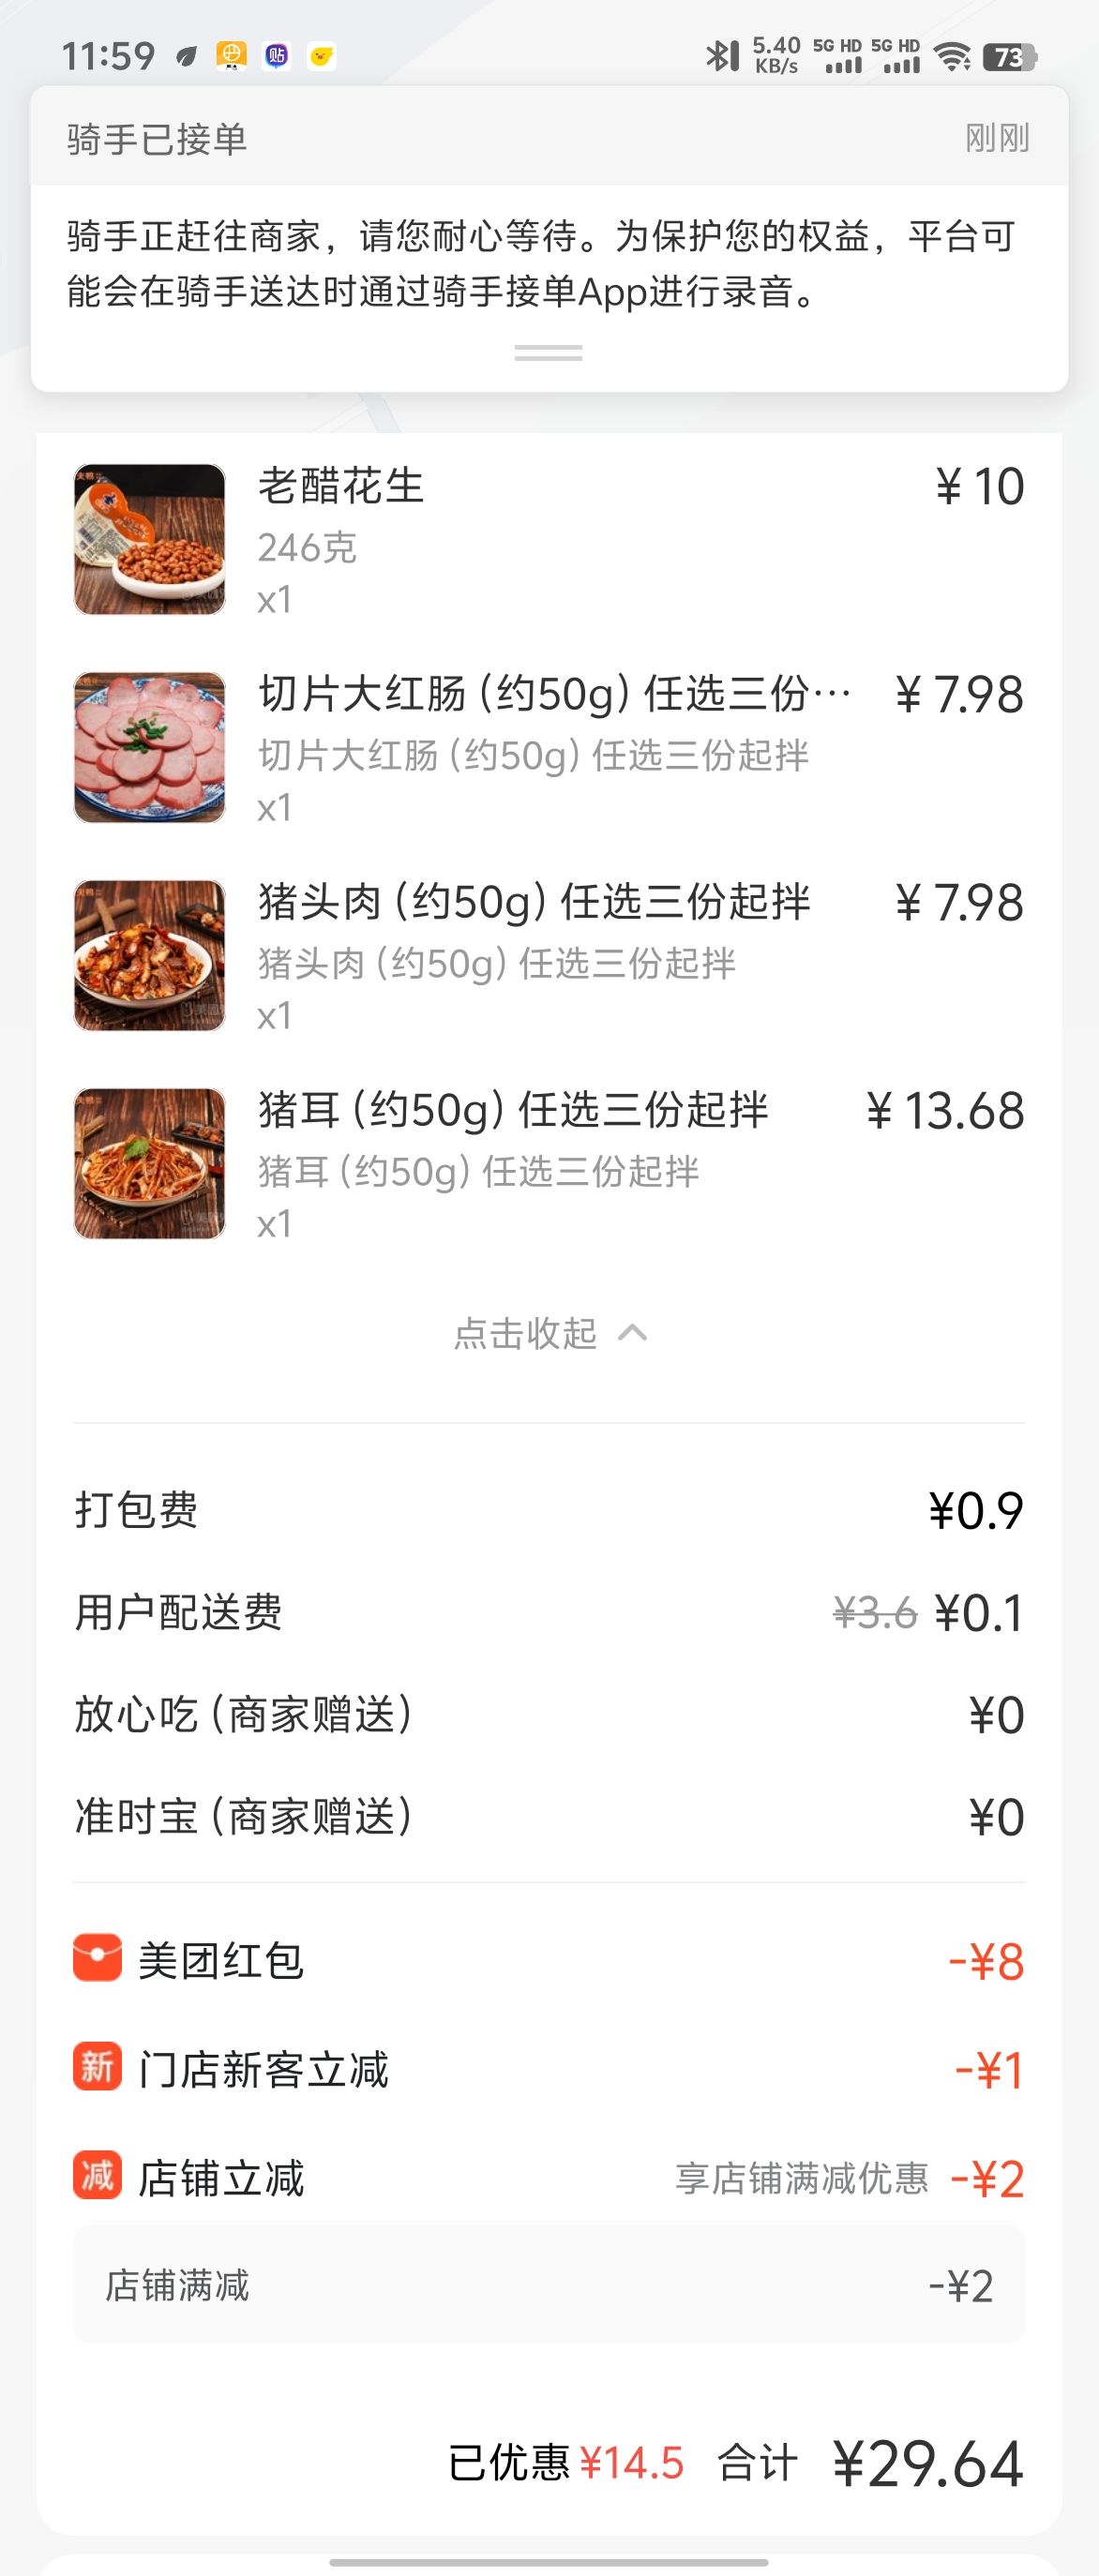 11:59
贴
5.40 KB/s
5G HD 5G HD
73
骑手已接单 刚刚
骑手正赶往商家，请您耐心等待。为保护您的权益，平台可
能会在骑手送达时通过骑手接单App进行录音。
老醋花生 ¥ 10
246克
x1
切片大红肠（约50g）任选三份… ¥ 7.98
切片大红肠（约50g）任选三份起拌
x1
猪头肉（约50g）任选三份起拌 ¥ 7.98
猪头肉（约50g）任选三份起拌
x1
猪耳（约50g）任选三份起拌 ¥ 13.68
猪耳（约50g）任选三份起拌
x1
点击收起
打包费 ¥0.9
用户配送费 ¥3.6 ¥0.1
放心吃（商家赠送） ¥0
准时宝（商家赠送） ¥0
美团红包 -¥8
新 门店新客立减 -¥1
减 店铺立减 享店铺满减优惠 -¥2
店铺满减 -¥2
已优惠 ¥14.5 合计 ¥29.64